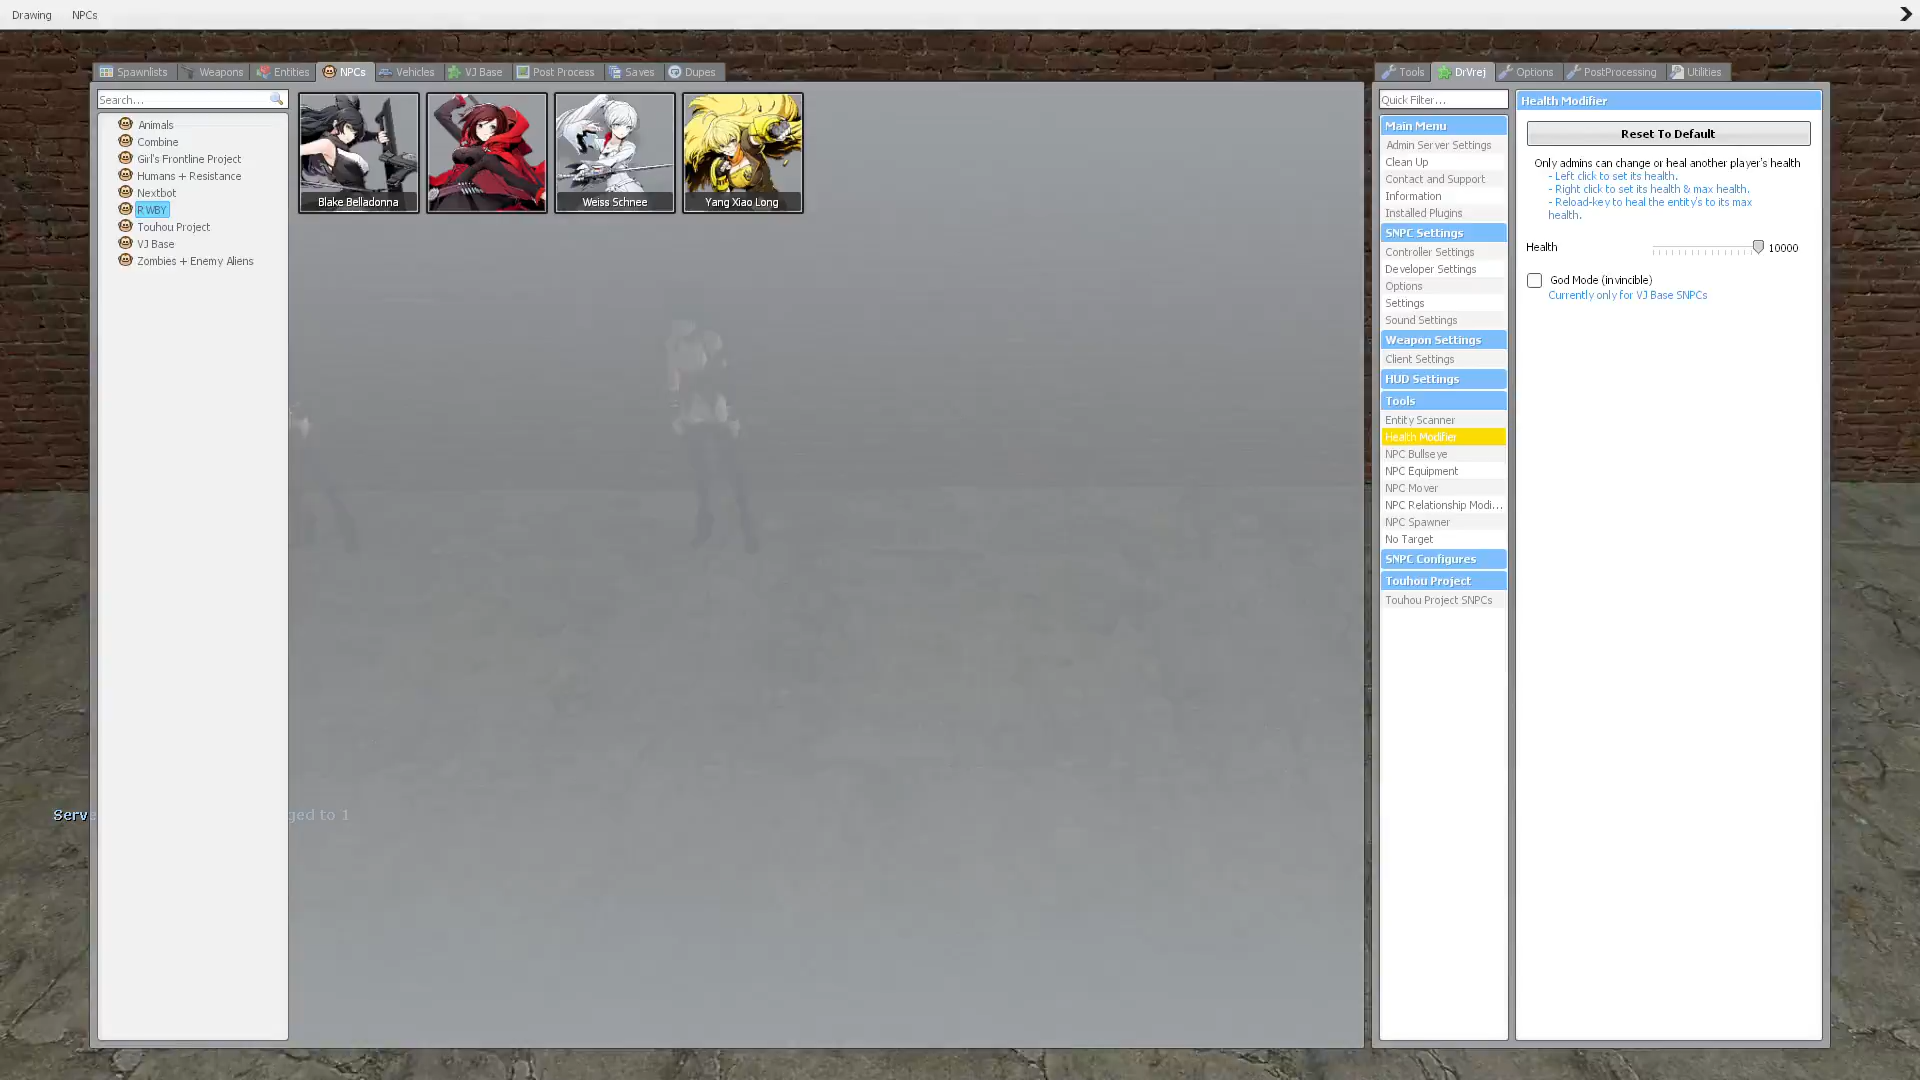 Drawing NPCs
Spawnlists Weapons Entities NPCs Vehicles VJ Base Post Process Saves Dupes
Tools DrVrej Options PostProcessing Utilities
Search...
Animals
Combine
Girl's Frontline Project
Humans + Resistance
Nextbot
RWBY
Touhou Project
VJ Base
Zombies + Enemy Aliens
Blake Belladonna
Weiss Schnee
Yang Xiao Long
Quick Filter...
Main Menu
Admin Server Settings
Clean Up
Contact and Support
Information
Installed Plugins
SNPC Settings
Controller Settings
Developer Settings
Options
Settings
Sound Settings
Weapon Settings
Client Settings
HUD Settings
Tools
Entity Scanner
Health Modifier
NPC Bullseye
NPC Equipment
NPC Mover
NPC Relationship Modi...
NPC Spawner
No Target
SNPC Configures
Touhou Project
Touhou Project SNPCs
Health Modifier
Reset To Default
Only admins can change or heal another player's health
- Left click to set its health.
- Right click to set its health & max health.
- Reload-key to heal the entity's to its max
health.
Health 10000
God Mode (invincible)
Currently only for VJ Base SNPCs
Serv ged to 1